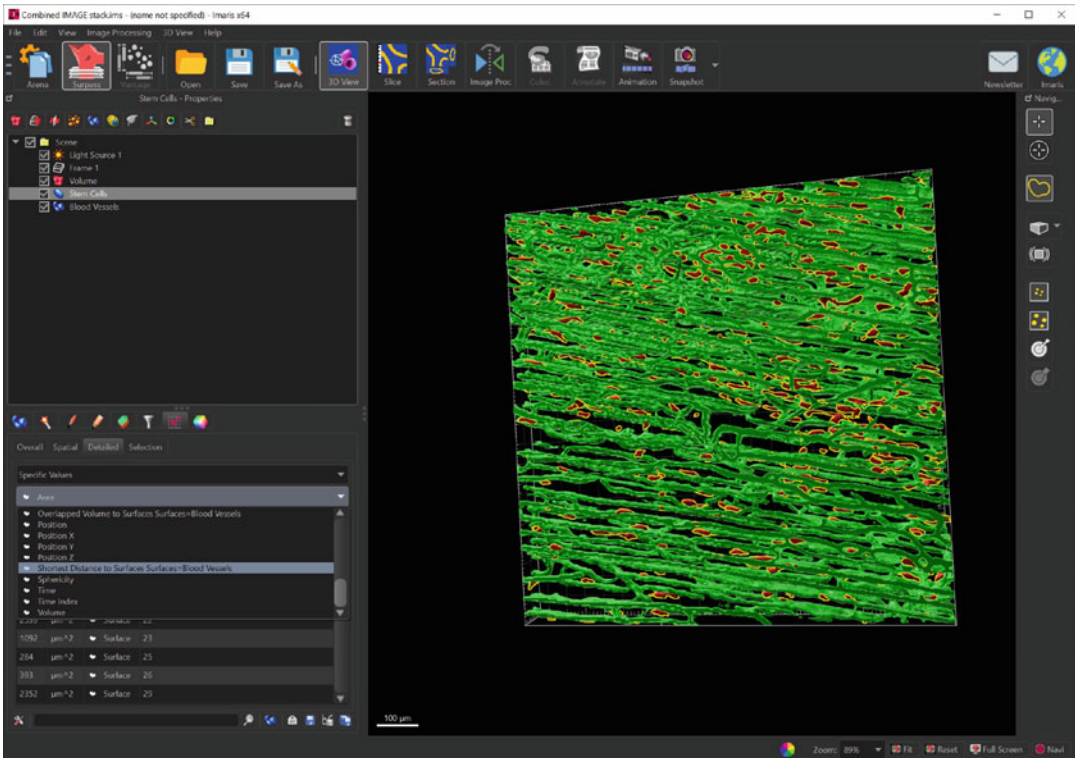 Combined IMAGE stack.ims - (name not specified) - Imaris x64
File Edit View Image Processing 3D View Help
Arena Surpass Vantage Open Save Save As 3D View Slice Section Image Proc Coloc Annotate Animation Snapshot Newsletter Imaris
Stem Cells - Properties
Navig...
Scene
Light Source 1
Frame 1
Volume
Stem Cells
Blood Vessels
Overall Spatial Detailed Selection
Specific Values
Area
Overlapped Volume to Surfaces Surfaces=Blood Vessels
Position
Position X
Position Y
Position Z
Shortest Distance to Surfaces Surfaces=Blood Vessels
Sphericity
Time
Time Index
Volume
1092 µm^2 Surface 23
284 µm^2 Surface 25
393 µm^2 Surface 26
2352 µm^2 Surface 29
100 µm
Zoom: 89% Fit Reset Full Screen Navi